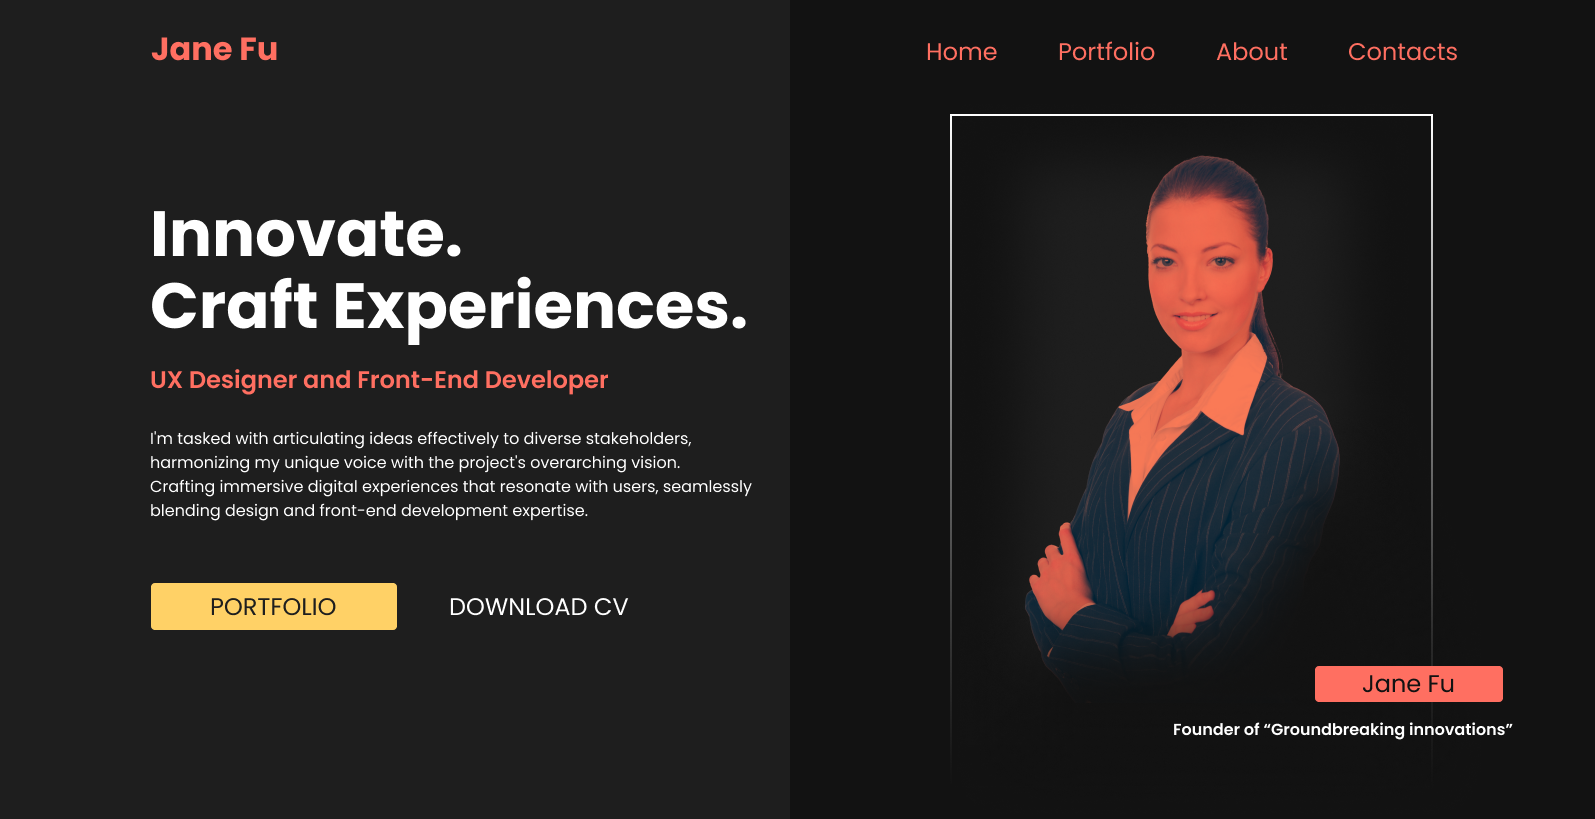 Jane Fu
Home
Portfolio
About
Contacts
Innovate.
Craft Experiences.
UX Designer and Front-End Developer
I'm tasked with articulating ideas effectively to diverse stakeholders,
harmonizing my unique voice with the project's overarching vision.
Crafting immersive digital experiences that resonate with users, seamlessly
blending design and front-end development expertise.
PORTFOLIO
DOWNLOAD CV
Jane Fu
Founder of “Groundbreaking innovations”